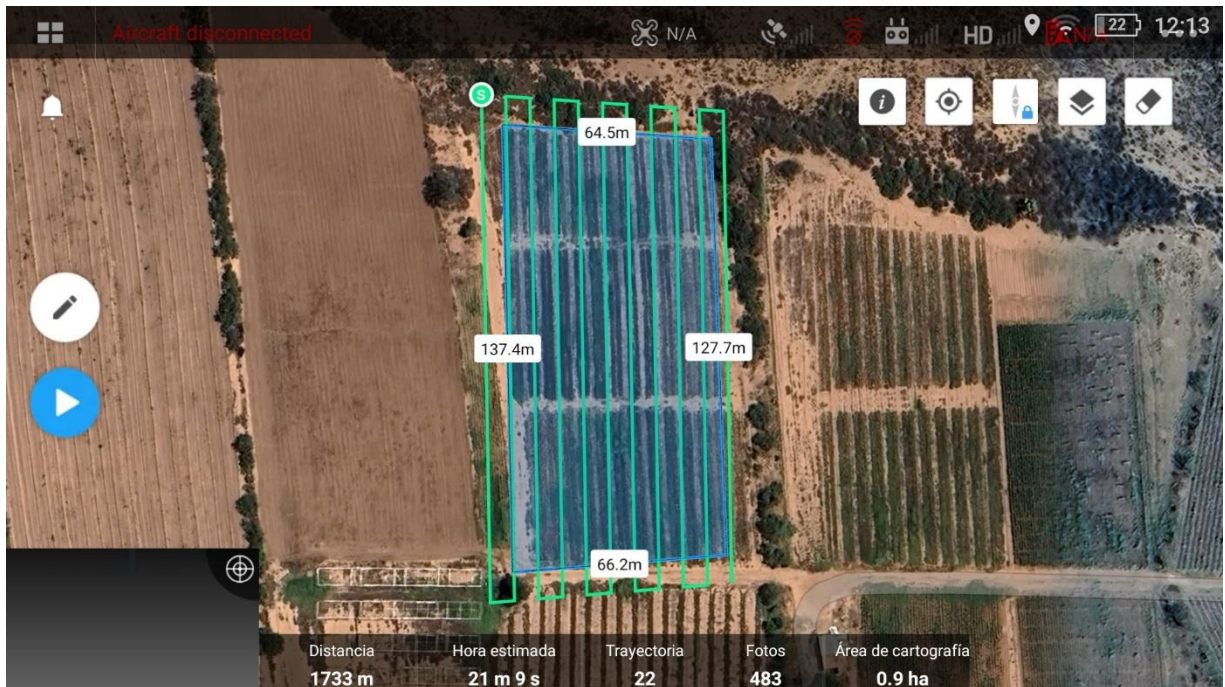 Aircraft disconnected N/A HD N/A 22 12:13
S
64.5m
137.4m 127.7m
66.2m
Distancia Hora estimada Trayectoria Fotos Área de cartografía
1733 m 21 m 9 s 22 483 0.9 ha